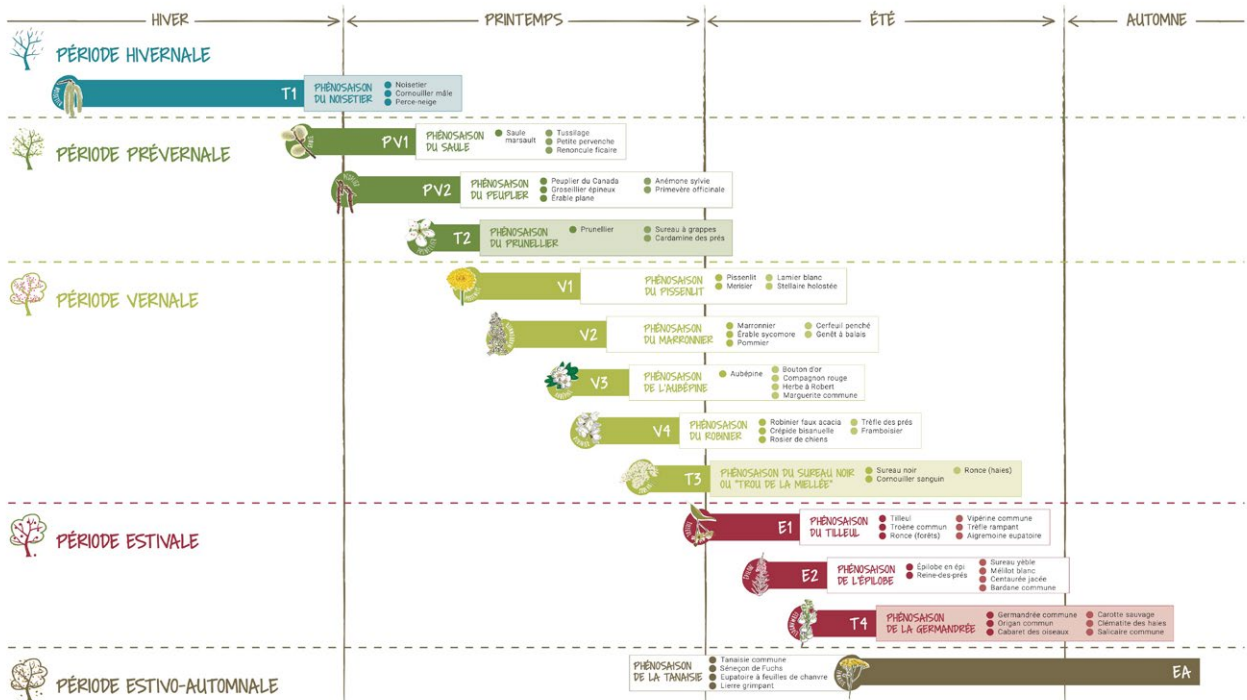 HIVER
PRINTEMPS
ÉTÉ
AUTOMNE
PÉRIODE HIVERNALE
T1
PHÉNOSAISON
DU NOISETIER
Noisetier
Cornouiller mâle
Perce-neige
PÉRIODE PRÉVERNALE
PV1
PHÉNOSAISON
DU SAULE
Saule
marsault
Tussilage
Petite pervenche
Renoncule ficaire
PV2
PHÉNOSAISON
DU PEUPLIER
Peuplier du Canada
Groseillier épineux
Érable plane
Anémone sylvie
Primevère officinale
T2
PHÉNOSAISON
DU PRUNELLIER
Prunellier
Sureau à grappes
Cardamine des prés
PÉRIODE VERNALE
V1
PHÉNOSAISON
DU PISSENLIT
Pissenlit
Merisier
Lamier blanc
Stellaire holostée
V2
PHÉNOSAISON
DU MARRONNIER
Marronnier
Érable sycomore
Pommier
Cerfeuil penché
Genêt à balais
V3
PHÉNOSAISON
DE L'AUBÉPINE
Aubépine
Bouton d'or
Compagnon rouge
Herbe à Robert
Marguerite commune
V4
PHÉNOSAISON
DU ROBINIER
Robinier faux acacia
Crépide bisanuelle
Rosier de chiens
Trèfle des prés
Framboisier
T3
PHÉNOSAISON DU SUREAU NOIR
OU "TROU DE LA MIELLÉE"
Sureau noir
Cornouiller sanguin
Ronce (haies)
PÉRIODE ESTIVALE
E1
PHÉNOSAISON
DU TILLEUL
Tilleul
Troène commun
Ronce (forêts)
Vipérine commune
Trèfle rampant
Aigremoine eupatoire
E2
PHÉNOSAISON
DE L'ÉPILOBE
Épilobe en épi
Reine-des-prés
Sureau yèble
Mélilot blanc
Centaurée jacée
Bardane commune
T4
PHÉNOSAISON
DE LA GERMANDRÉE
Germandrée commune
Origan commun
Cabaret des oiseaux
Carotte sauvage
Clématite des haies
Salicaire commune
PÉRIODE ESTIVO-AUTOMNALE
PHÉNOSAISON
DE LA TANAISIE
Tanaisie commune
Séneçon de Fuchs
Eupatoire à feuilles de chanvre
Lierre grimpant
EA